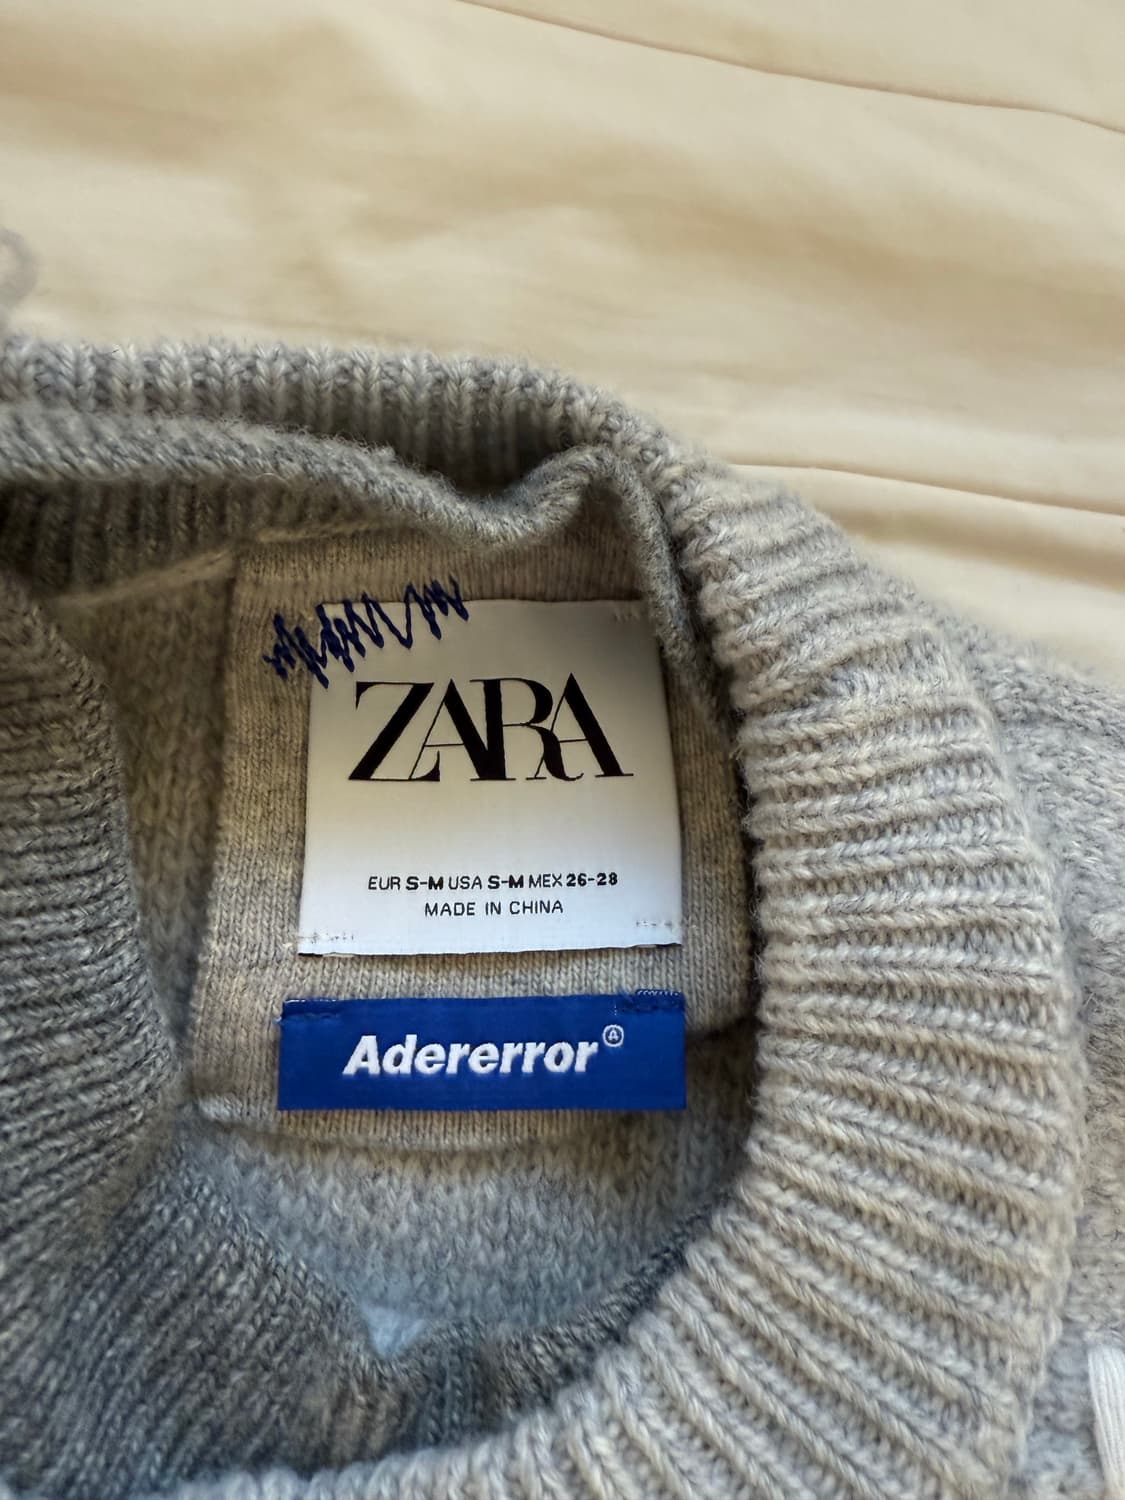 ZARA
EUR S-M USA S-M MEX 26-28
MADE IN CHINA
Adererror Ⓐ